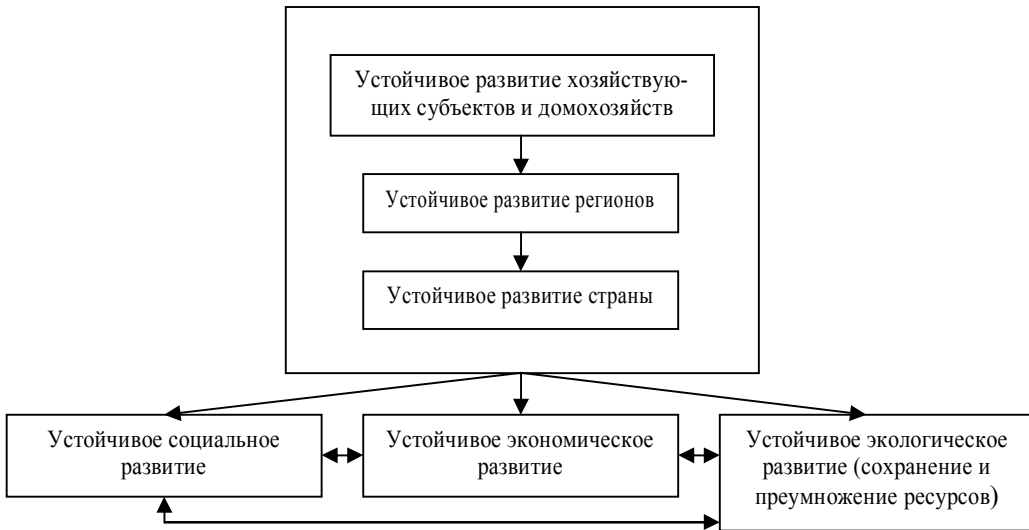 Устойчивое развитие хозяйствую-
щих субъектов и домохозяйств
Устойчивое развитие регионов
Устойчивое развитие страны
Устойчивое социальное
развитие
Устойчивое экономическое
развитие
Устойчивое экологическое
развитие (сохранение и
преумножение ресурсов)